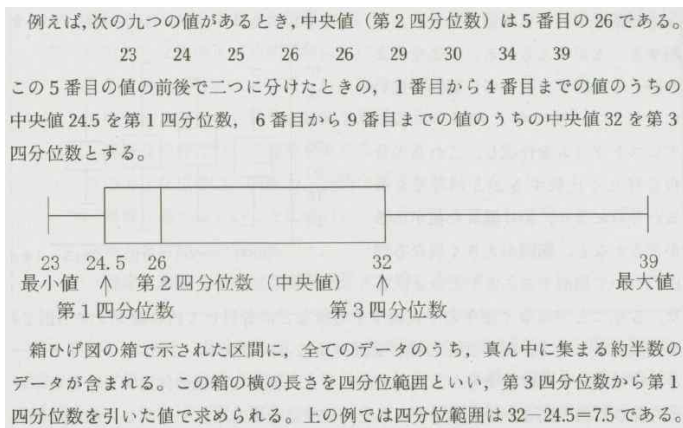 例えば,次の九つの値があるとき,中央値(第2四分位数)は5番目の26である。
23 24 25 26 26 29 30 34 39
この5番目の値の前後で二つに分けたときの,1番目から4番目までの値のうちの
中央値24.5を第1四分位数,6番目から9番目までの値のうちの中央値32を第3
四分位数とする。
23 24.5 26 32 39
最小値 ↑ 第2四分位数(中央値) ↑ 最大値
第1四分位数 第3四分位数
箱ひげ図の箱で示された区間に,全てのデータのうち,真ん中に集まる約半数の
データが含まれる。この箱の横の長さを四分位範囲といい,第3四分位数から第1
四分位数を引いた値で求められる。上の例では四分位範囲は32-24.5=7.5である。